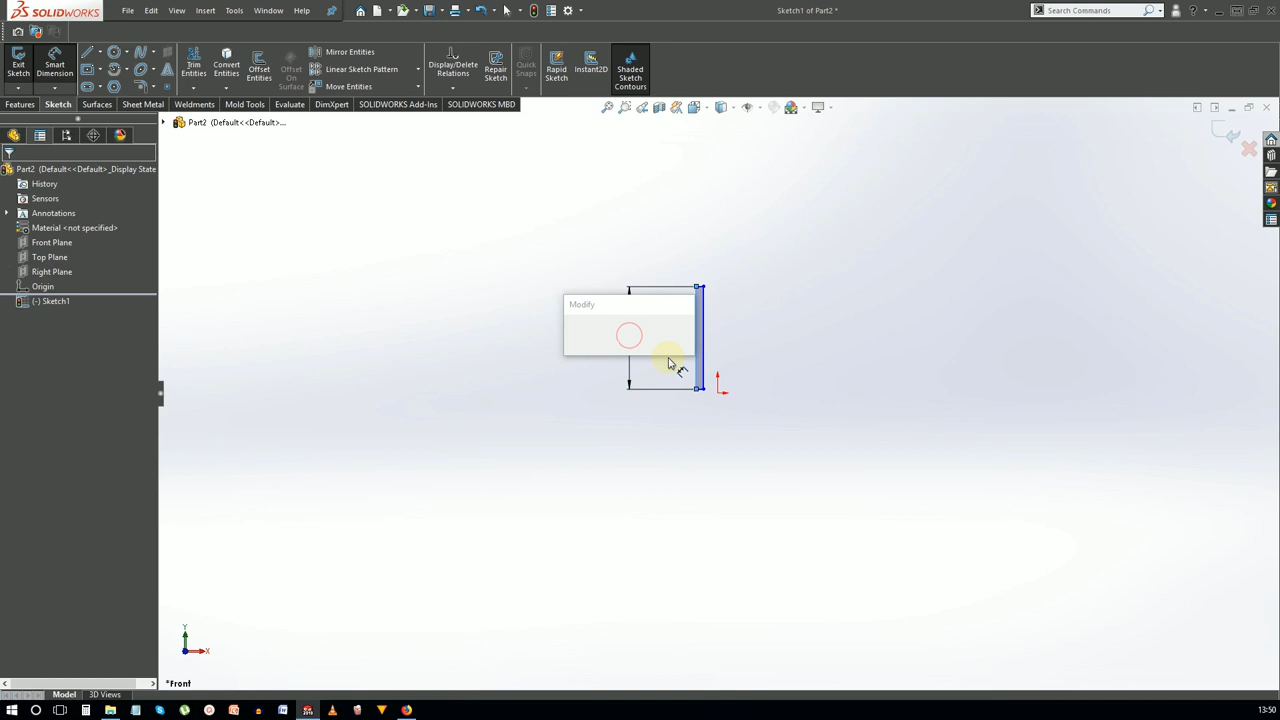 SOLIDWORKS
File
Edit
View
Insert
Tools
Window
Help
Sketch1 of Part2 *
Search Commands
Exit Sketch
Smart Dimension
Trim Entities
Convert Entities
Offset Entities
Offset On Surface
Mirror Entities
Linear Sketch Pattern
Move Entities
Display/Delete Relations
Repair Sketch
Quick Snaps
Rapid Sketch
Instant2D
Shaded Sketch Contours
Features
Sketch
Surfaces
Sheet Metal
Weldments
Mold Tools
Evaluate
DimXpert
SOLIDWORKS Add-Ins
SOLIDWORKS MBD
Part2 (Default<<Default>...
Part2 (Default<<Default>_Display State
History
Sensors
Annotations
Material <not specified>
Front Plane
Top Plane
Right Plane
Origin
(-) Sketch1
Modify
Y
X
*Front
Model
3D Views
13:50